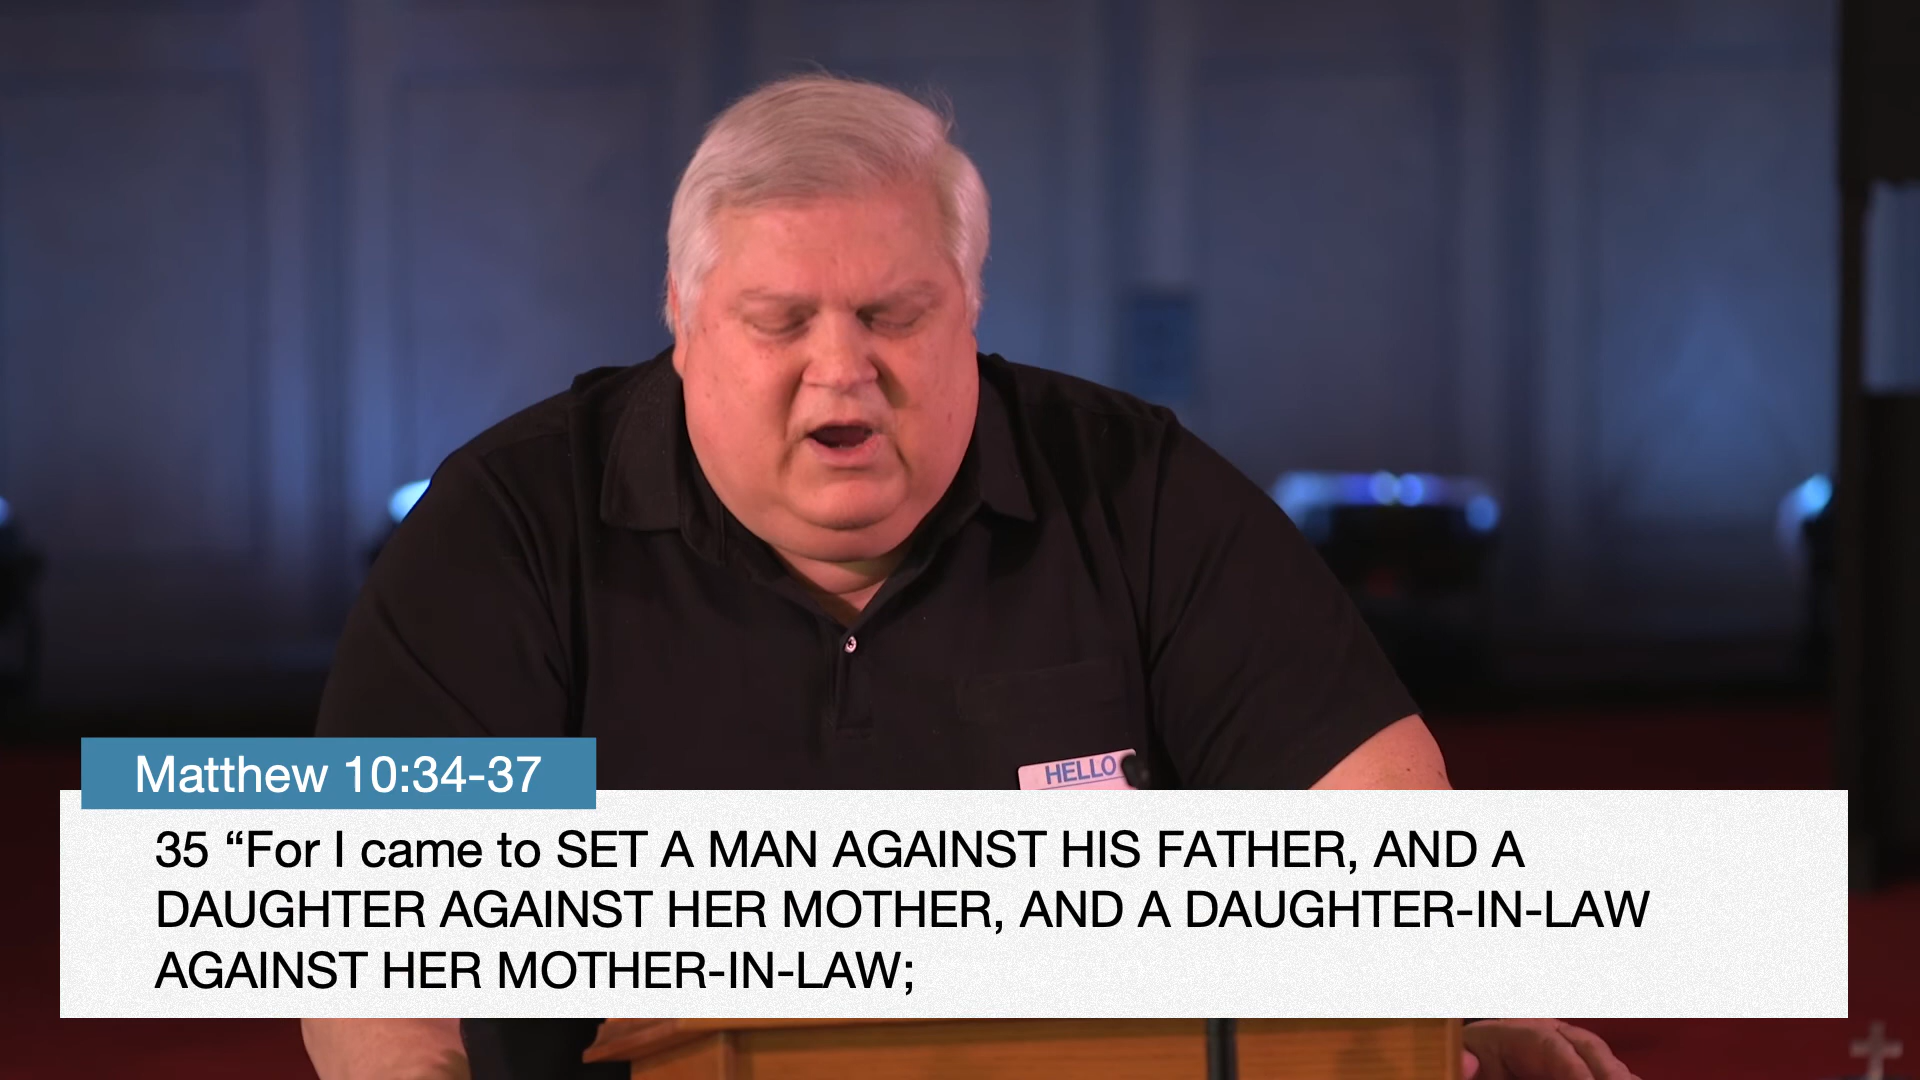 HELLO
Matthew 10:34-37
35 “For I came to SET A MAN AGAINST HIS FATHER, AND A
DAUGHTER AGAINST HER MOTHER, AND A DAUGHTER-IN-LAW
AGAINST HER MOTHER-IN-LAW;